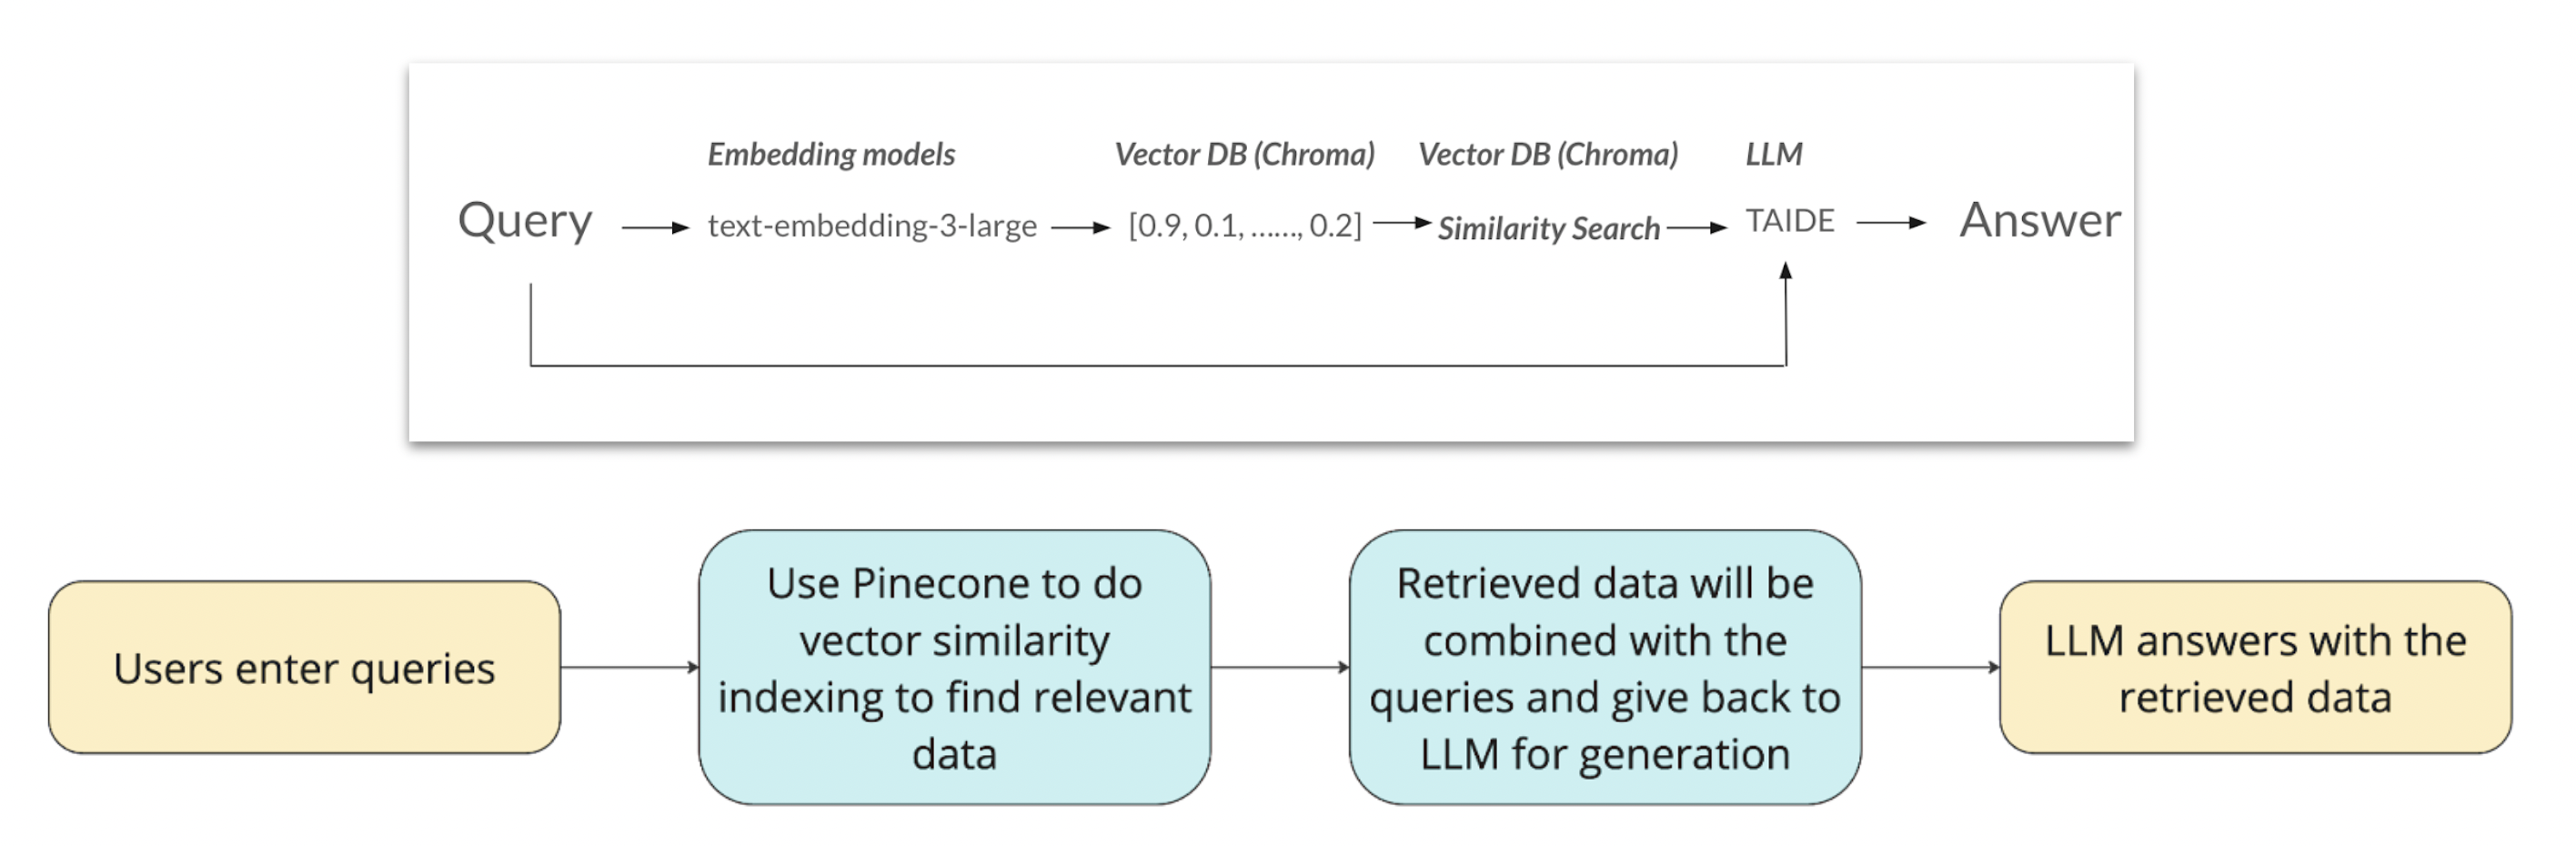 Embedding models
Vector DB (Chroma)
Vector DB (Chroma)
LLM
Query
text-embedding-3-large
[0.9, 0.1, ……, 0.2]
Similarity Search
TAIDE
Answer
Users enter queries
Use Pinecone to do
vector similarity
indexing to find relevant
data
Retrieved data will be
combined with the
queries and give back to
LLM for generation
LLM answers with the
retrieved data